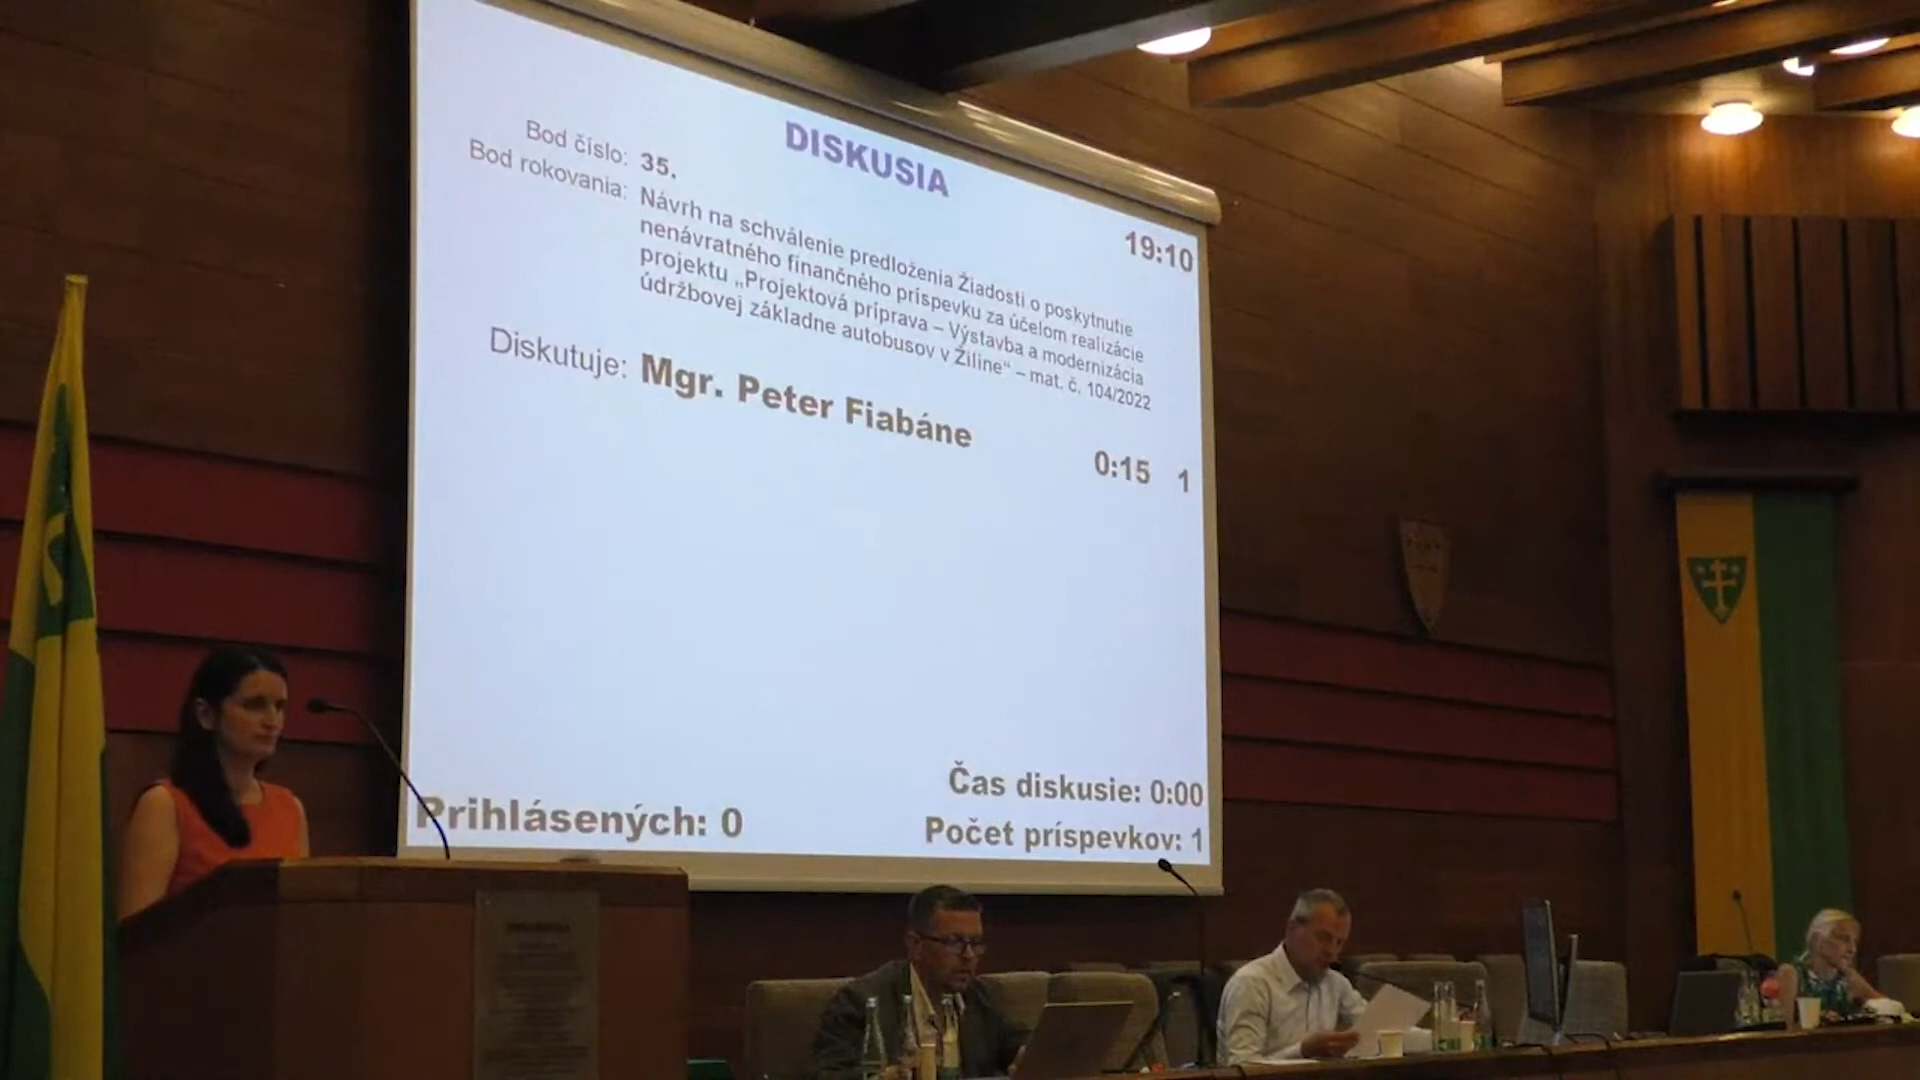 DISKUSIA
19:10
Bod číslo: 35.
Bod rokovania: Návrh na schválenie predloženia Žiadosti o poskytnutie
nenávratného finančného príspevku za účelom realizácie
projektu „Projektová príprava – Výstavba a modernizácia
údržbovej základne autobusov v Žiline“ – mat. č. 104/2022
Diskutuje: Mgr. Peter Fiabáne
0:15 1
Čas diskusie: 0:00
Prihlásených: 0
Počet príspevkov: 1